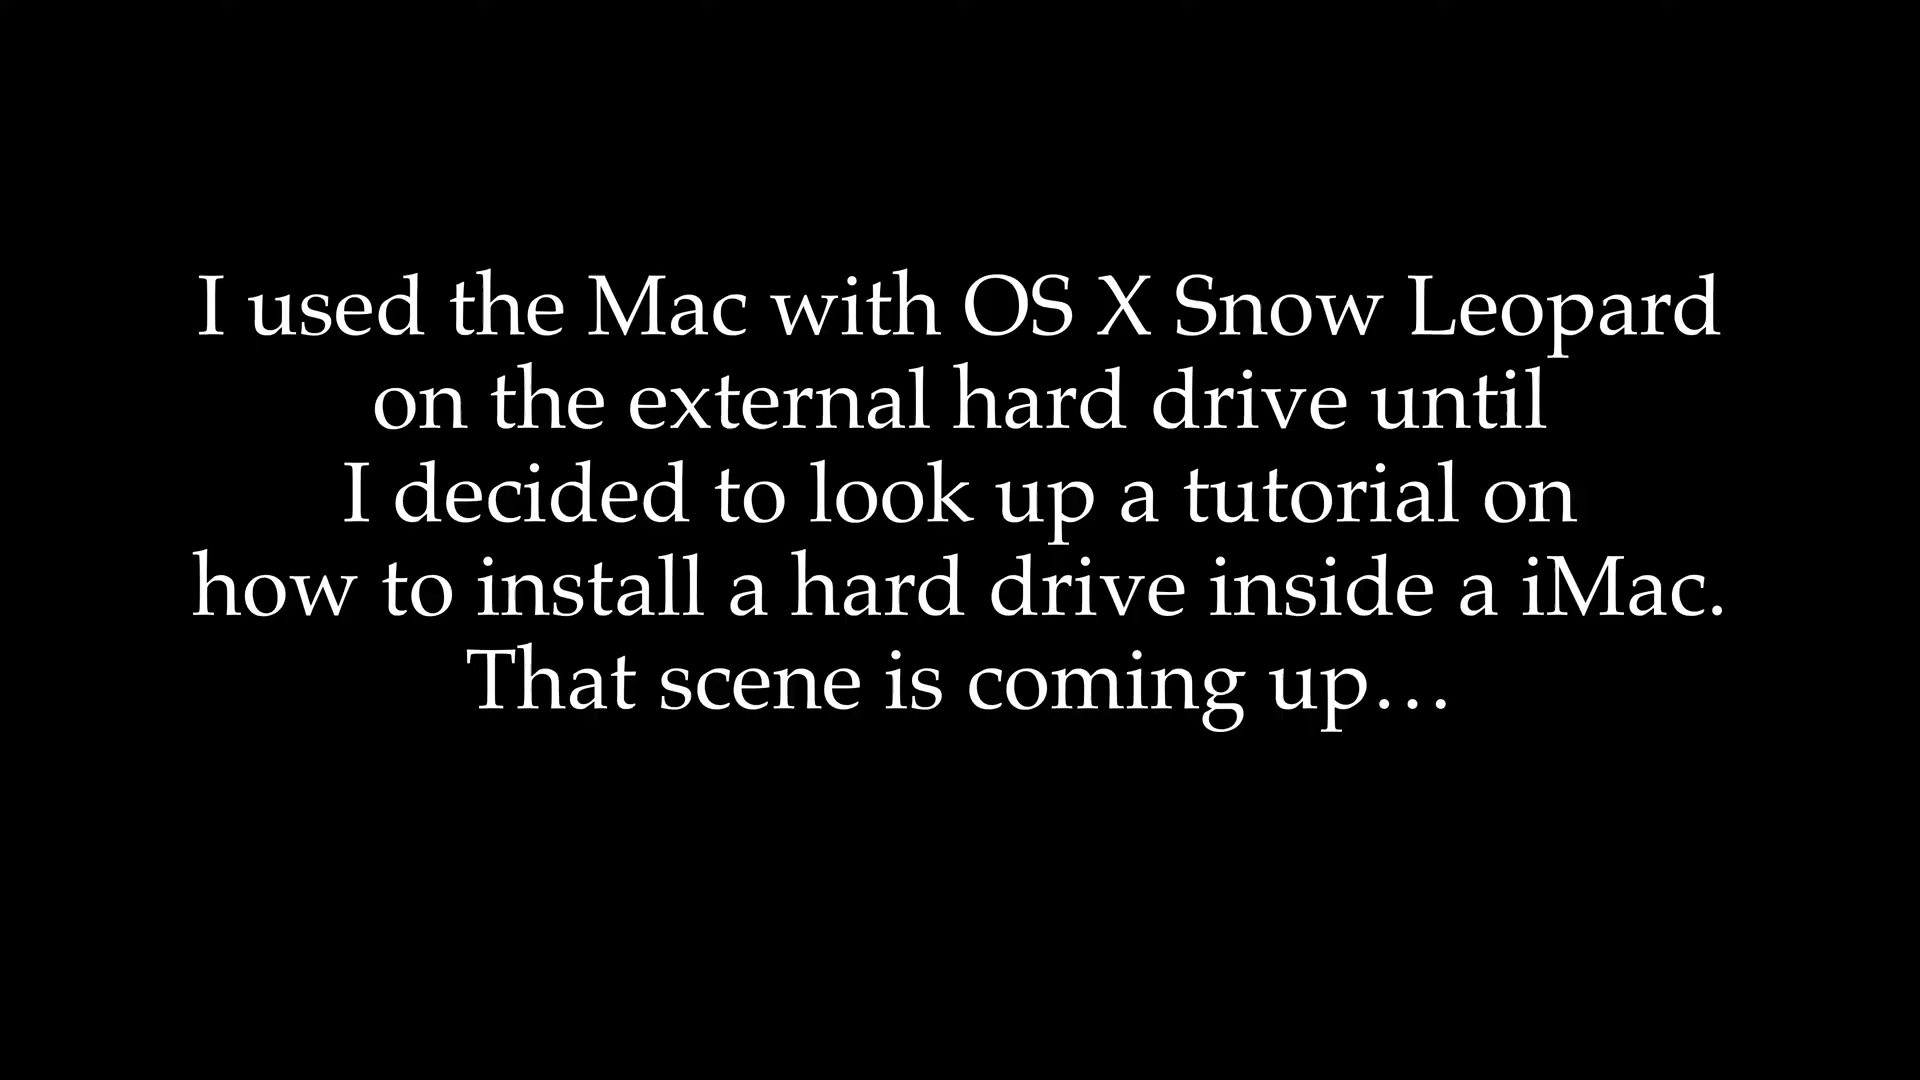 I used the Mac with OS X Snow Leopard
on the external hard drive until
I decided to look up a tutorial on
how to install a hard drive inside a iMac.
That scene is coming up…